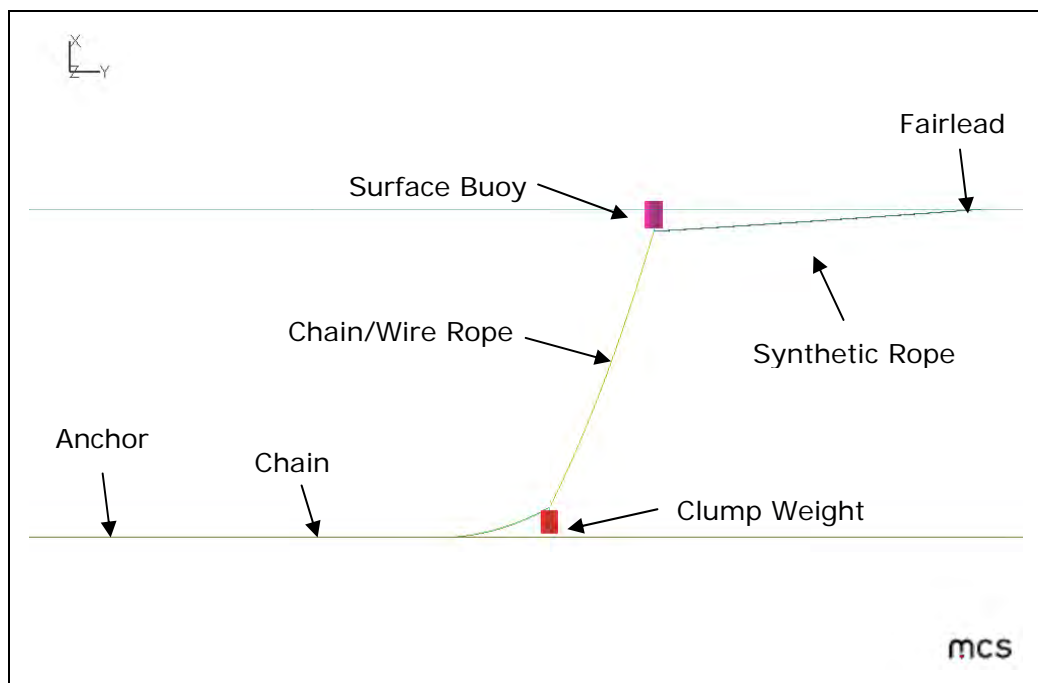 X
Z Y
Fairlead
Surface Buoy
Chain/Wire Rope
Synthetic Rope
Anchor
Chain
Clump Weight
mcs